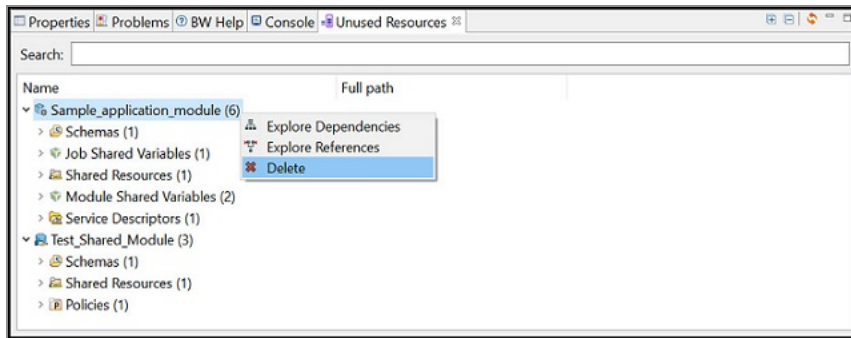 Properties Problems BW Help Console Unused Resources
Search:
Name Full path
Sample_application_module (6)
Explore Dependencies
Schemas (1)
Explore References
Job Shared Variables (1)
Delete
Shared Resources (1)
Module Shared Variables (2)
Service Descriptors (1)
Test_Shared_Module (3)
Schemas (1)
Shared Resources (1)
Policies (1)